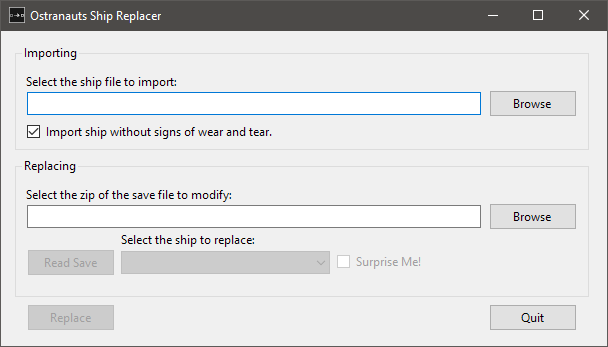 Ostranauts Ship Replacer
Importing
Select the ship file to import:
Browse
Import ship without signs of wear and tear.
Replacing
Select the zip of the save file to modify:
Browse
Select the ship to replace:
Read Save
Surprise Me!
Replace
Quit